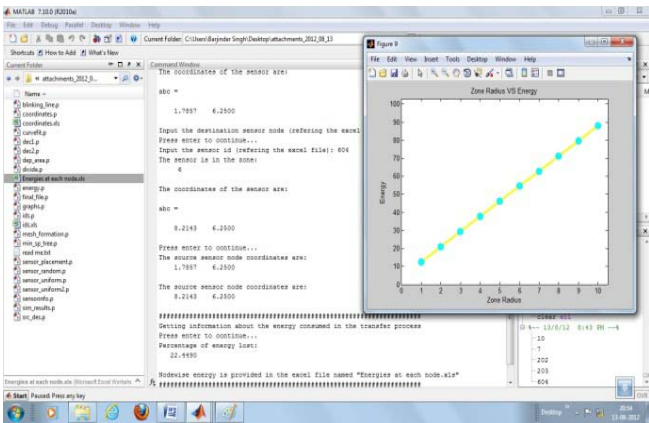 MATLAB 7.10.0 (R2010a)
File Edit Debug Parallel Desktop Window Help
Current Folder: C:\Users\Barjinder Singh\Desktop\attachments_2012_08_13
Shortcuts How to Add What's New
Current Folder
« attachments_2012_0...
Name
blinking_line.p
coordinates.p
coordinates.xls
curvefit.p
dec1.p
dec2.p
dep_area.p
divide.p
Energies at each node.xls
energy.p
final_file.p
graphs.p
ids.p
ids.xls
mesh_formation.p
min_sp_tree.p
read me.txt
sensor_placement.p
sensor_random.p
sensor_uniform.p
sensor_uniform2.p
sensorinfo.p
sim_results.p
src_des.p
Energies at each node.xls (Microsoft Excel Worksh
Command Window
The coordinates of the sensor are:
abc =
1.7857 6.2500
Input the destination sensor node (refering the excel
Press enter to continue...
Input the sensor id (refering the excel file): 604
The sensor is in the zone:
6
The coordinates of the sensor are:
abc =
8.2143 6.2500
Press enter to continue...
The source sensor node coordinates are:
1.7857 6.2500
The source sensor node coordinates are:
8.2143 6.2500
Getting information about the energy consumed in the transfer process
Press enter to continue...
Percentage of energy lost:
22.4490
Nodewise energy is provided in the excel file named "Energies at each node.xls"
fx
Figure 9
File Edit View Insert Tools Desktop Window Help
Zone Radius VS Energy
Energy
100
90
80
70
60
50
40
30
20
10
0
0 1 2 3 4 5 6 7 8 9 10
Zone Radius
clear all
%-- 13/8/12 8:43 PM --%
10
7
202
205
604
Start Paused: Press any key
OVR
Desktop
20:54
13-08-2012